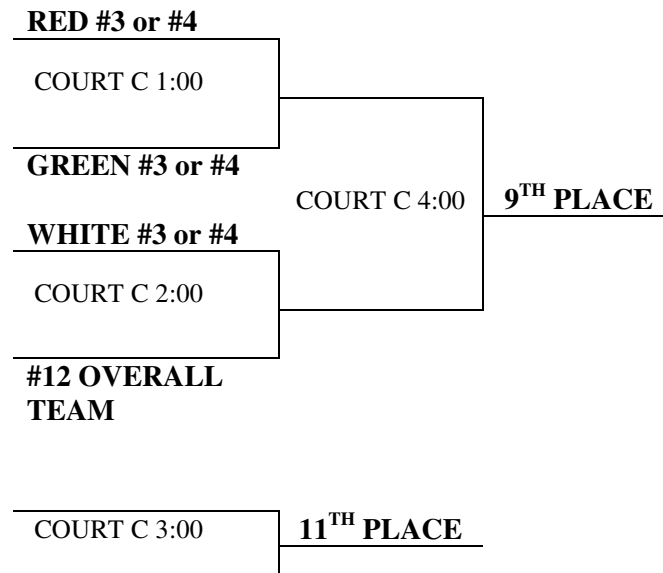 RED #3 or #4
COURT C 1:00
GREEN #3 or #4
COURT C 4:00
9TH PLACE
WHITE #3 or #4
COURT C 2:00
#12 OVERALL
TEAM
COURT C 3:00
11TH PLACE